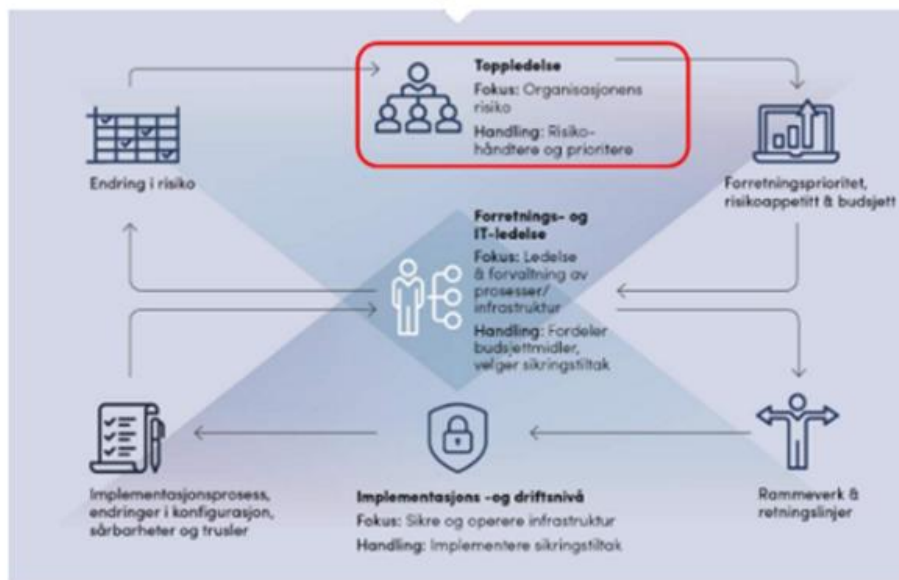 Toppledelse
Fokus: Organisasjonens
risiko
Handling: Risiko-
håndtere og prioritere
Endring i risiko
Forretningsprioritet,
risikoappetitt & budsjett
Forretnings- og
IT-ledelse
Fokus: Ledelse
& forvaltning av
prosesser/
infrastruktur
Handling: Fordeler
budsjettmidler,
velger sikringstiltak
Implementasjonsprosess,
endringer i konfigurasjon,
sårbarheter og trusler
Implementasjons -og driftsnivå
Fokus: Sikre og operere infrastruktur
Handling: Implementere sikringstiltak
Rammeverk &
retningslinjer